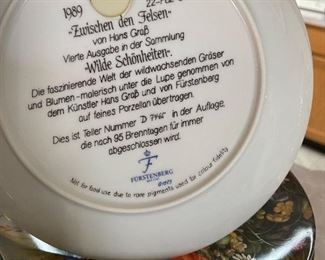 1989
-Zwischen den Felsen-
von Hans Graß
Vierte Ausgabe in der Sammlung
-Wilde Schönheiten-
Die faszinierende Welt der wildwachsenden Gräser
und Blumen-malerisch unter die Lupe genommen von
dem Künstler Hans Graß und von Fürstenberg
auf feines Porzellan übertragen.
Dies ist Teller Nummer D in der Auflage,
die nach 95 Brenntagen für immer
abgeschlossen wird.
F
FÜRSTENBERG
Not for food use due to rare pigments used for colour fidelity